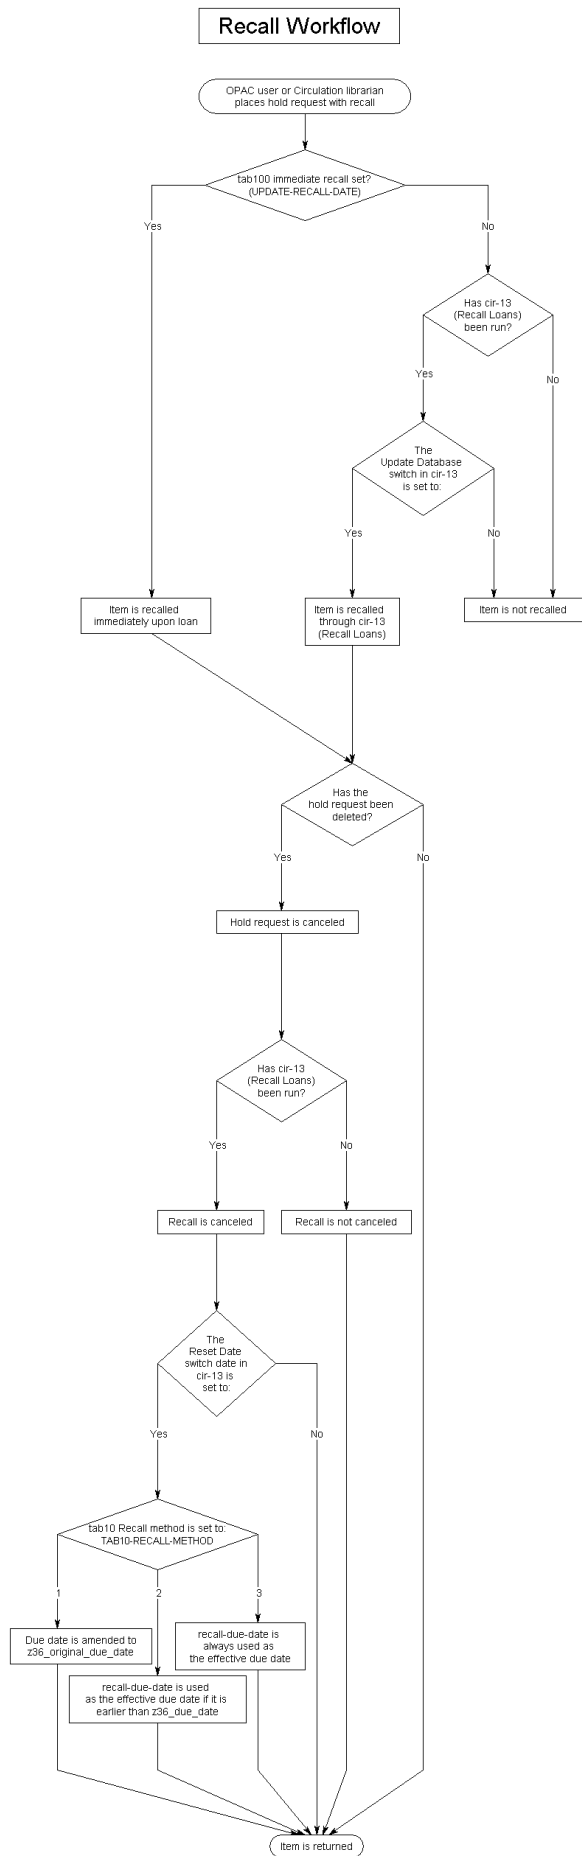 Recall Workflow
OPAC user or Circulation librarian
places hold request with recall
tab100 immediate recall set?
(UPDATE-RECALL-DATE)
Yes
No
Has cir-13
(Recall Loans)
been run?
Yes
No
The
Update Database
switch in cir-13
is set to:
Yes
No
Item is recalled
immediately upon loan
Item is recalled
through cir-13
(Recall Loans)
Item is not recalled
Has the
hold request been
deleted?
Yes
No
Hold request is canceled
Has cir-13
(Recall Loans)
been run?
Yes
No
Recall is canceled
Recall is not canceled
The
Reset Date
switch date in
cir-13 is
set to:
Yes
No
tab10 Recall method is set to:
TAB10-RECALL-METHOD
1
2
3
Due date is amended to
z36_original_due_date
recall-due-date is
always used as
the effective due date
recall-due-date is used
as the effective due date if it is
earlier than z36_due_date
Item is returned